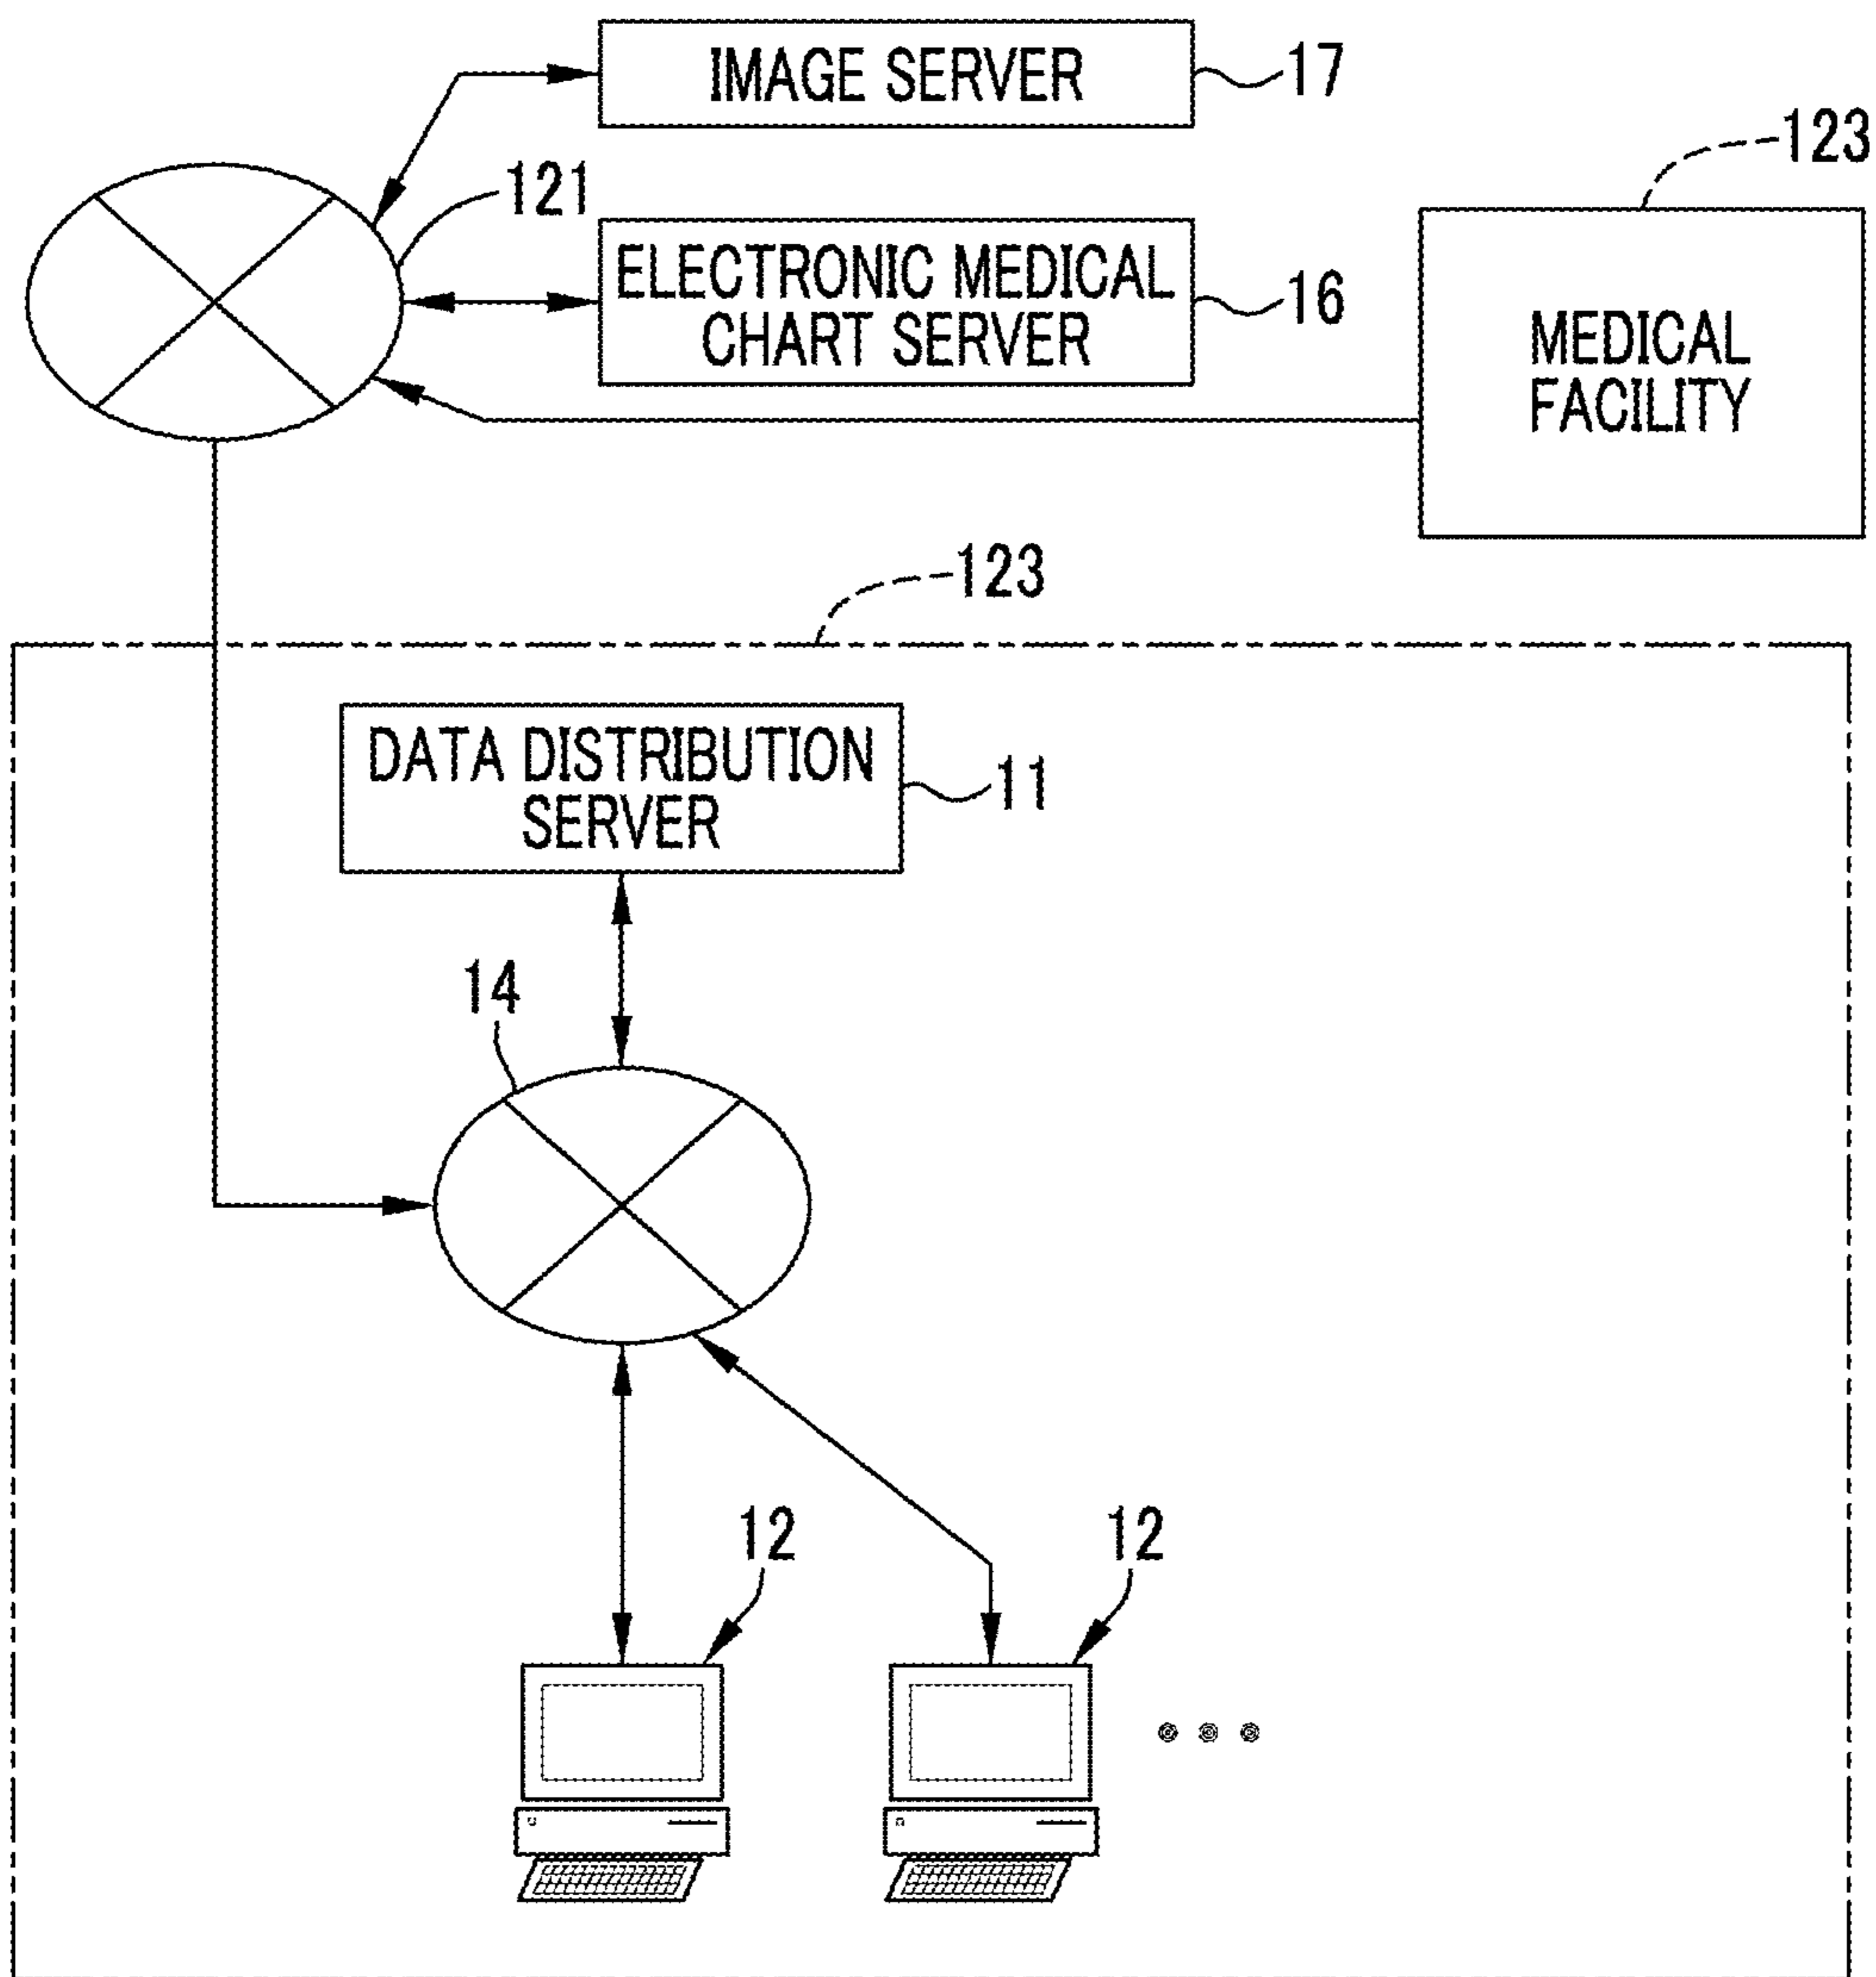 IMAGE SERVER
17
123
121
ELECTRONIC MEDICAL
CHART SERVER
16
MEDICAL
FACILITY
123
DATA DISTRIBUTION
SERVER
11
14
12
12